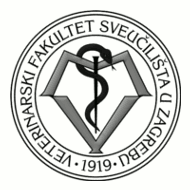 VETERINARSKI FAKULTET SVEUČILIŠTA U ZAGREBU
·1919·